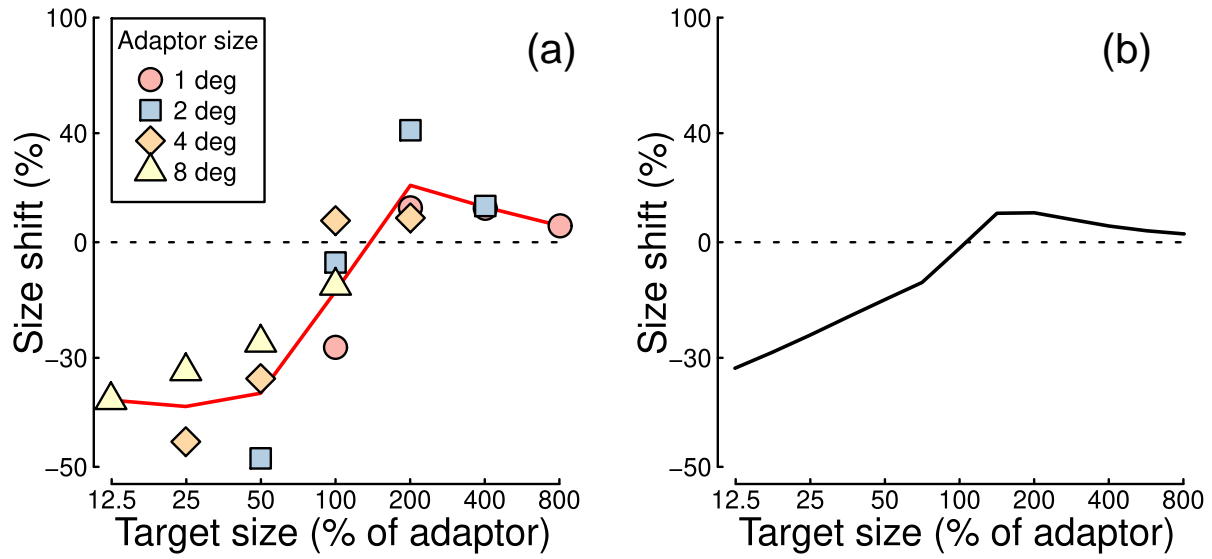 100
40
0
−30
−50
Size shift (%)
Adaptor size
1 deg
2 deg
4 deg
8 deg
(a)
12.5 25 50 100 200 400 800
Target size (% of adaptor)
100
40
0
−30
−50
Size shift (%)
(b)
12.5 25 50 100 200 400 800
Target size (% of adaptor)